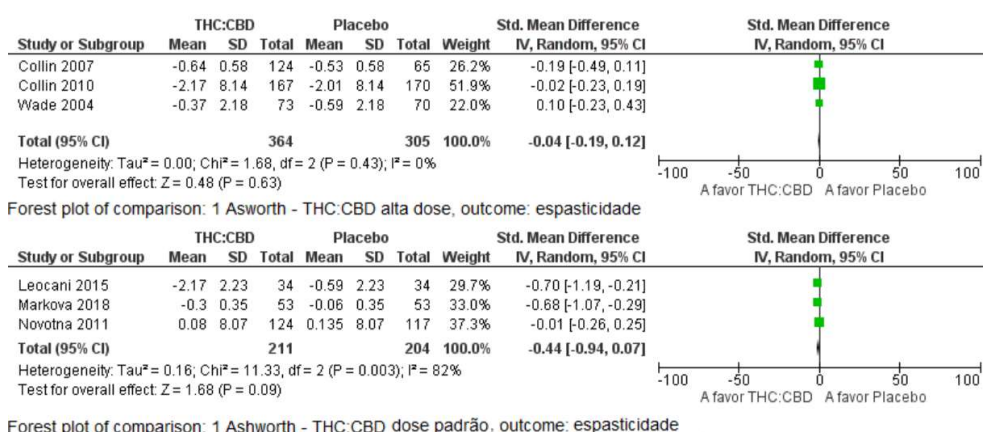 THC:CBD Placebo Std. Mean Difference Std. Mean Difference
Study or Subgroup Mean SD Total Mean SD Total Weight IV, Random, 95% CI IV, Random, 95% CI
Collin 2007 -0.64 0.58 124 -0.53 0.58 65 26.2% -0.19 [-0.49, 0.11]
Collin 2010 -2.17 8.14 167 -2.01 8.14 170 51.9% -0.02 [-0.23, 0.19]
Wade 2004 -0.37 2.18 73 -0.59 2.18 70 22.0% 0.10 [-0.23, 0.43]
Total (95% CI) 364 305 100.0% -0.04 [-0.19, 0.12]
Heterogeneity: Tau² = 0.00; Chi² = 1.68, df = 2 (P = 0.43); I² = 0%
Test for overall effect: Z = 0.48 (P = 0.63)
-100 -50 0 50 100
A favor THC:CBD A favor Placebo
Forest plot of comparison: 1 Asworth - THC:CBD alta dose, outcome: espasticidade
THC:CBD Placebo Std. Mean Difference Std. Mean Difference
Study or Subgroup Mean SD Total Mean SD Total Weight IV, Random, 95% CI IV, Random, 95% CI
Leocani 2015 -2.17 2.23 34 -0.59 2.23 34 29.7% -0.70 [-1.19, -0.21]
Markova 2018 -0.3 0.35 53 -0.06 0.35 53 33.0% -0.68 [-1.07, -0.29]
Novotna 2011 0.08 8.07 124 0.135 8.07 117 37.3% -0.01 [-0.26, 0.25]
Total (95% CI) 211 204 100.0% -0.44 [-0.94, 0.07]
Heterogeneity: Tau² = 0.16; Chi² = 11.33, df = 2 (P = 0.003); I² = 82%
Test for overall effect: Z = 1.68 (P = 0.09)
-100 -50 0 50 100
A favor THC:CBD A favor Placebo
Forest plot of comparison: 1 Ashworth - THC:CBD dose padrão, outcome: espasticidade